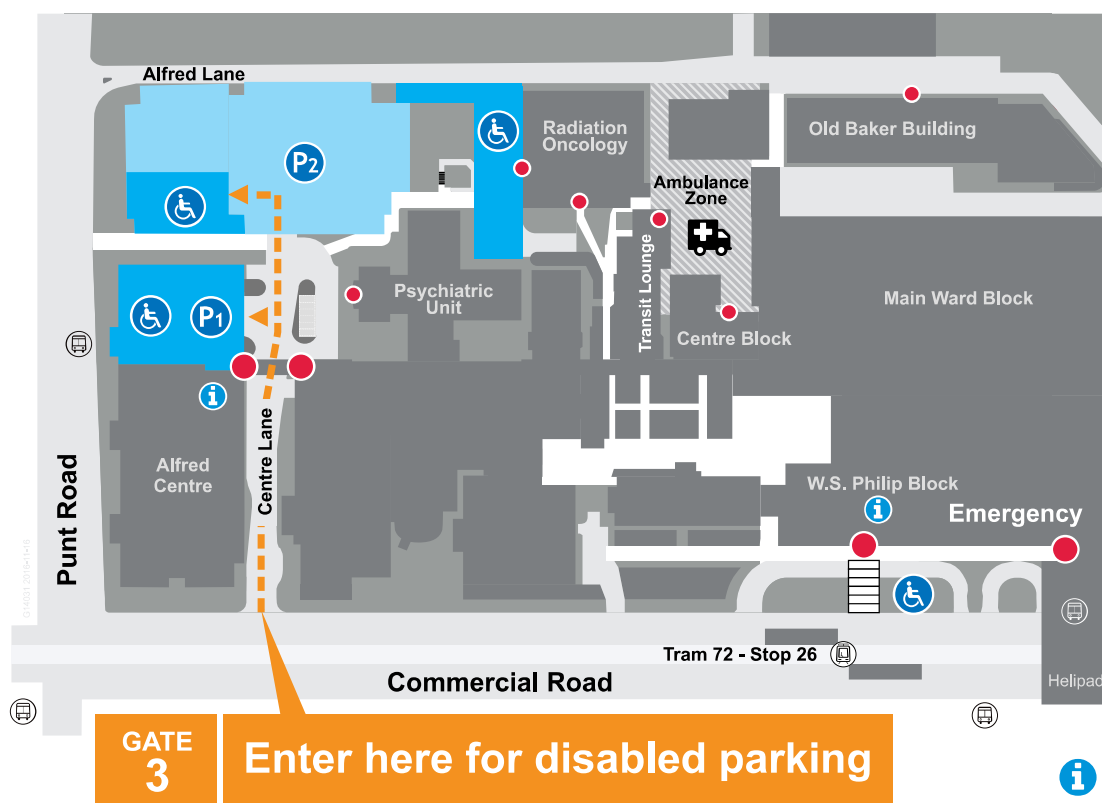 Alfred Lane
P2
Radiation
Oncology
Old Baker Building
Ambulance
Zone
Psychiatric
Unit
Transit Lounge
Main Ward Block
P1
Centre Block
i
Alfred
Centre
Centre Lane
W.S. Philip Block
i
Emergency
Punt Road
Tram 72 - Stop 26
Commercial Road
Helipad
GATE
3
Enter here for disabled parking
i